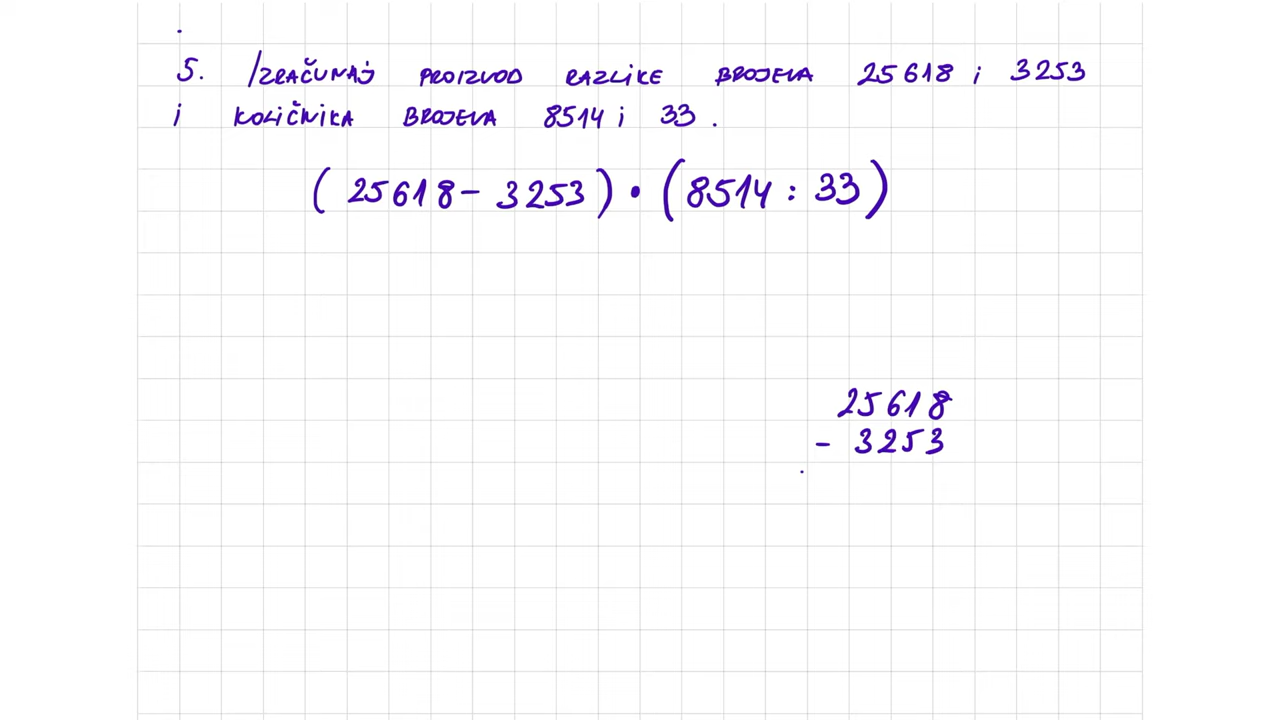 5. IZRAČUNAJ PROIZVOD RAZLIKE BROJEVA 25618 i 3253
i KOLIČNIKA BROJEVA 8514 i 33.
(25618 - 3253) • (8514 : 33)
25618
- 3253